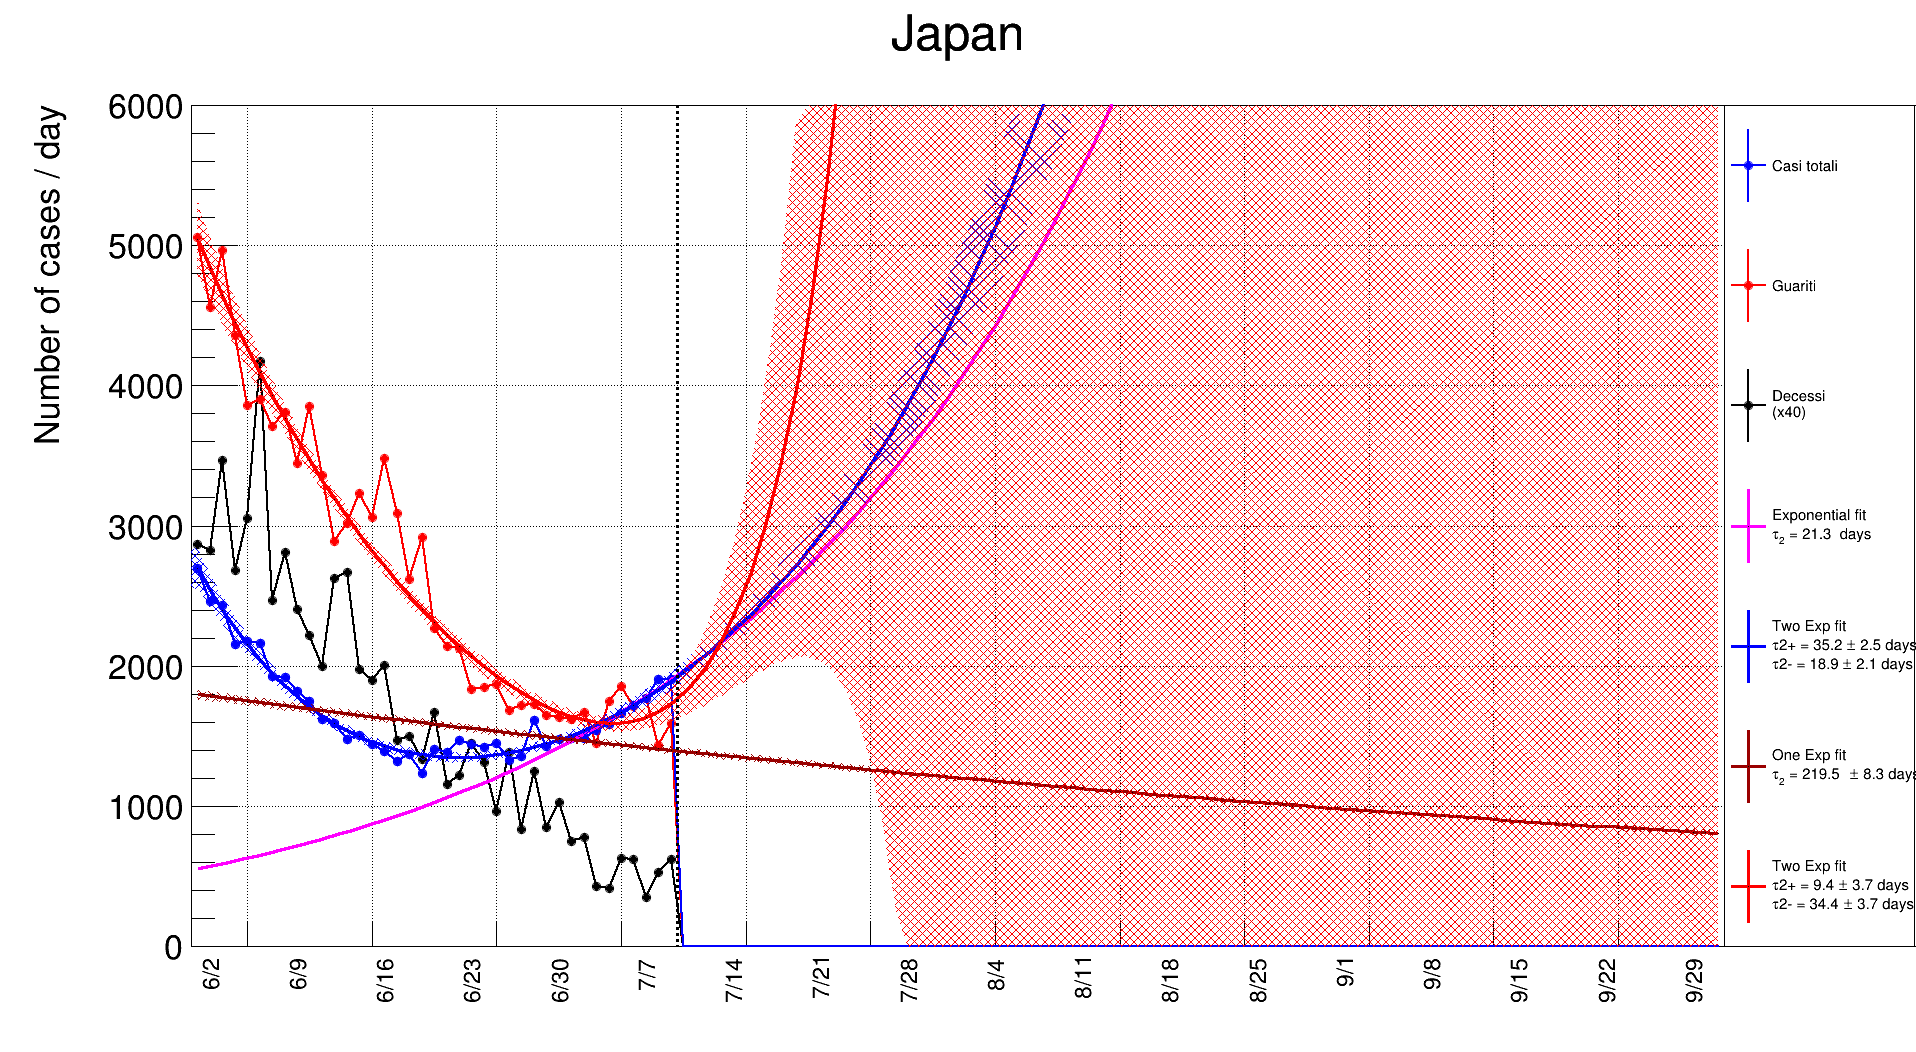 Japan
Number of cases / day
6000
5000
4000
3000
2000
1000
0
6/2 6/9 6/16 6/23 6/30 7/7 7/14 7/21 7/28 8/4 8/11 8/18 8/25 9/1 9/8 9/15 9/22 9/29
Casi totali
Guariti
Decessi
(x40)
Exponential fit
τ2 = 21.3 days
Two Exp fit
τ2+ = 35.2 ± 2.5 days
τ2- = 18.9 ± 2.1 days
One Exp fit
τ2 = 219.5 ± 8.3 days
Two Exp fit
τ2+ = 9.4 ± 3.7 days
τ2- = 34.4 ± 3.7 days